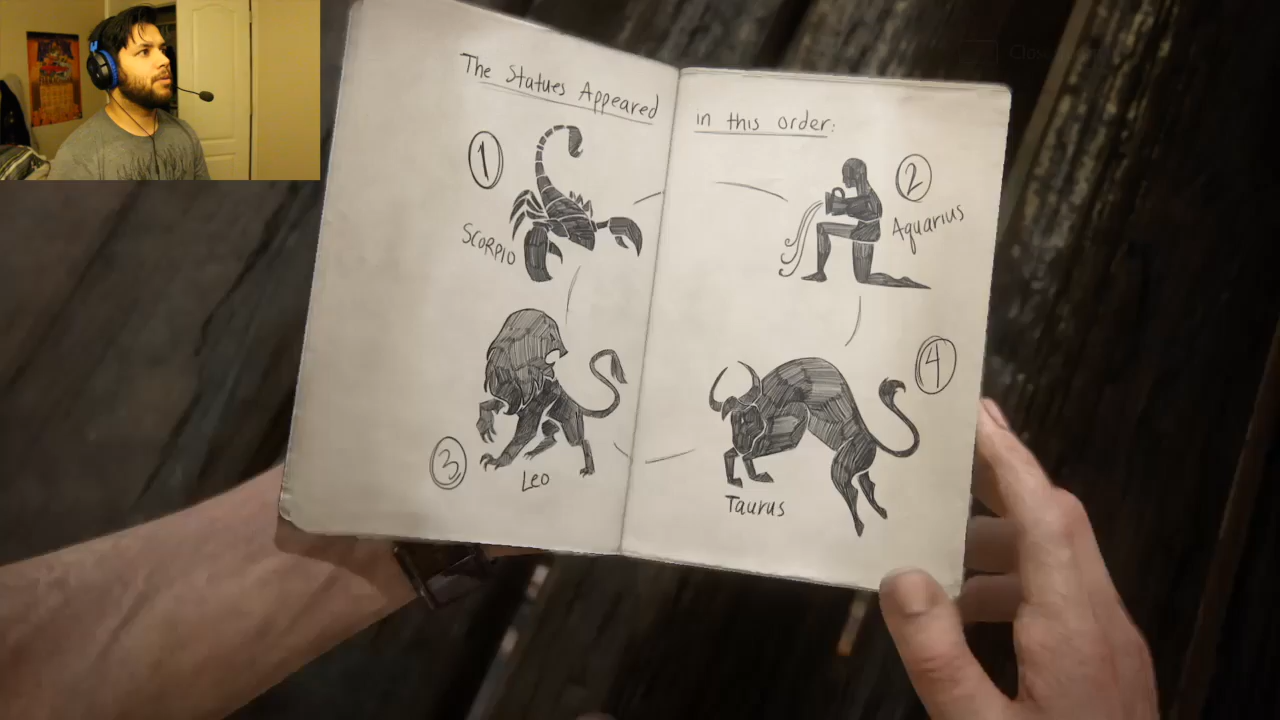 The Statues Appeared
in this order:
1
SCORPIO
2
Aquarius
3
Leo
4
Taurus